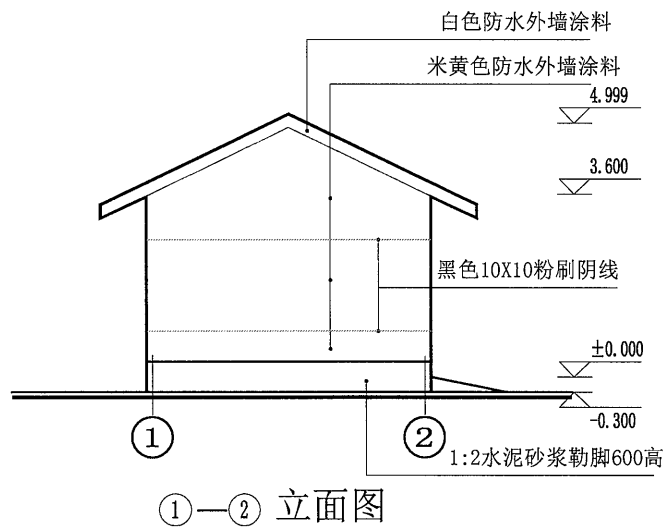 白色防水外墙涂料
米黄色防水外墙涂料
4.999
3.600
黑色10X10粉刷阴线
±0.000
-0.300
① ②
1:2水泥砂浆勒脚600高
①—② 立面图